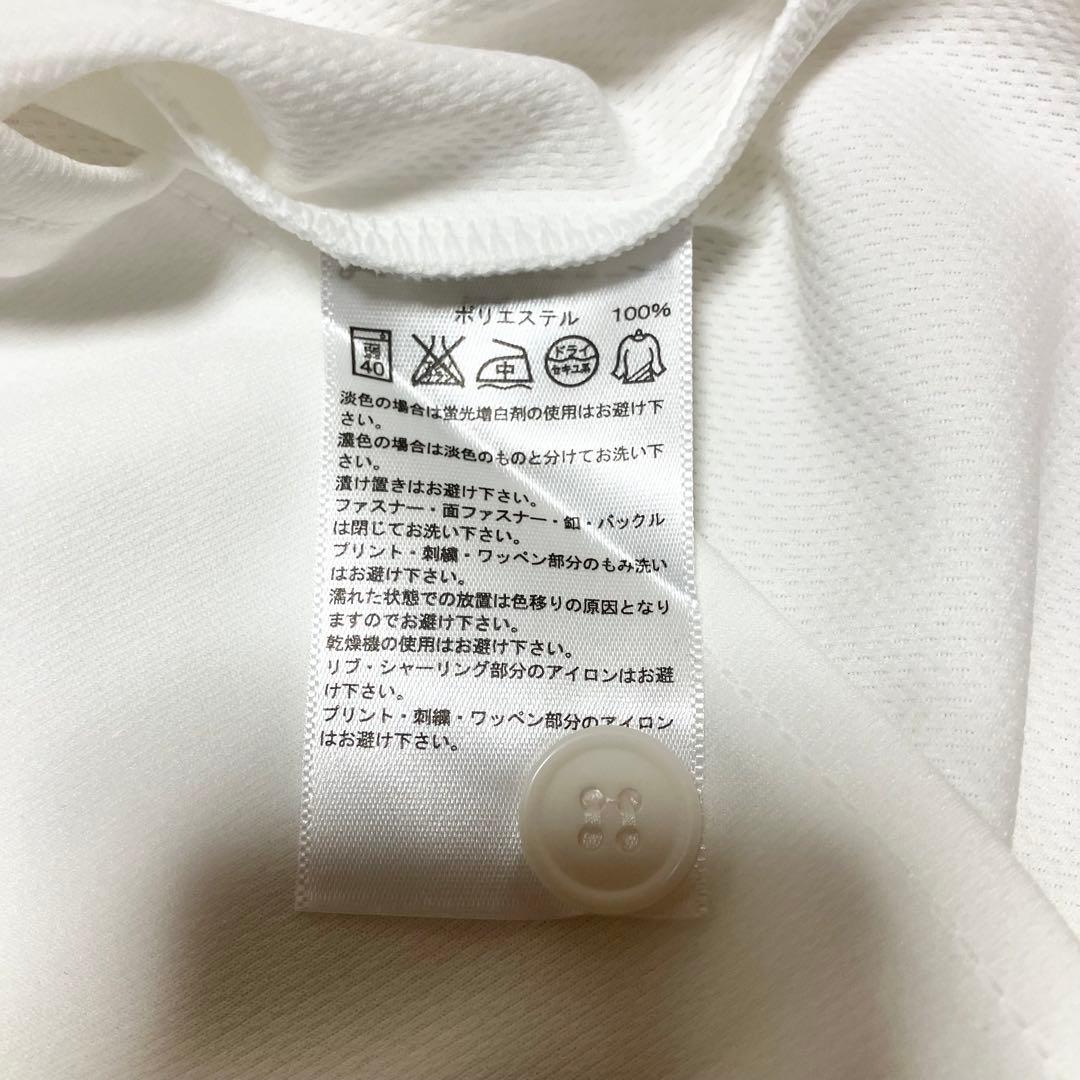 ポリエステル 100%
弱 40
エンソサラシ 中 ドライ セキユ系
淡色の場合は蛍光増白剤の使用はお避け下
さい。
濃色の場合は淡色のものと分けてお洗い下
さい。
漬け置きはお避け下さい。
ファスナー・面ファスナー・釦・バックル
は閉じてお洗い下さい。
プリント・刺繍・ワッペン部分のもみ洗い
はお避け下さい。
濡れた状態での放置は色移りの原因となり
ますのでお避け下さい。
乾燥機の使用はお避け下さい。
リブ・シャーリング部分のアイロンはお避
け下さい。
プリント・刺繍・ワッペン部分のアイロン
はお避け下さい。